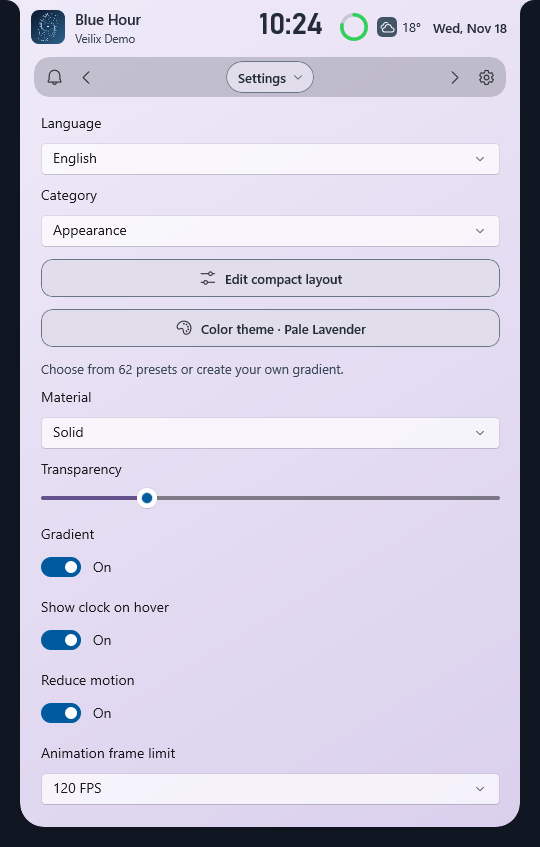 Blue Hour
Veilix Demo
10:24
18°
Wed, Nov 18
Settings
Language
English
Category
Appearance
Edit compact layout
Color theme · Pale Lavender
Choose from 62 presets or create your own gradient.
Material
Solid
Transparency
Gradient
On
Show clock on hover
On
Reduce motion
On
Animation frame limit
120 FPS